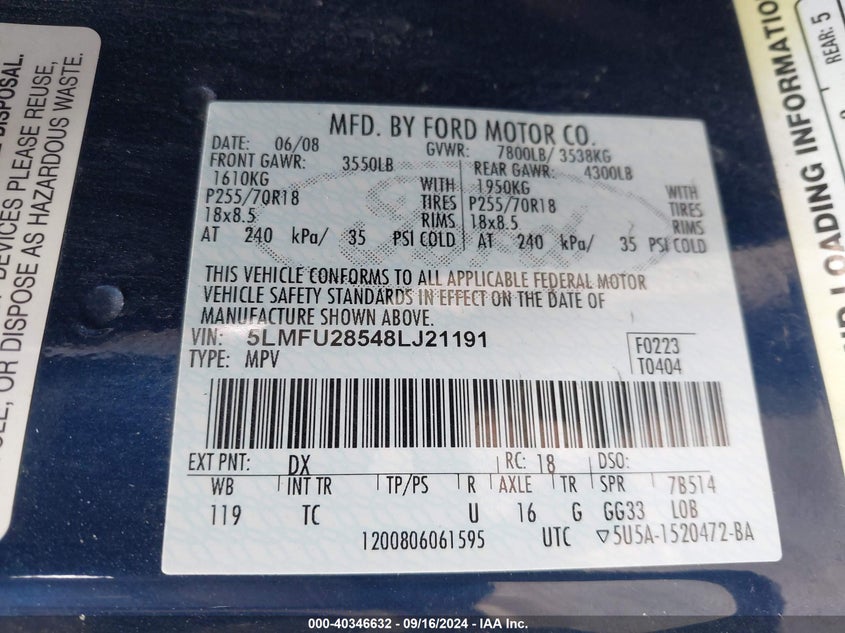 DISPOSAL.
DEVICES PLEASE REUSE,
OR DISPOSE AS HAZARDOUS WASTE.
MFD. BY FORD MOTOR CO.
DATE: 06/08 GVWR: 7800LB/ 3538KG
FRONT GAWR: 3550LB REAR GAWR: 4300LB
1610KG WITH 1950KG WITH
P255/70R18 TIRES P255/70R18 TIRES
18x8.5 RIMS 18x8.5 RIMS
AT 240 kPa/ 35 PSI COLD AT 240 kPa/ 35 PSI COLD
THIS VEHICLE CONFORMS TO ALL APPLICABLE FEDERAL MOTOR
VEHICLE SAFETY STANDARDS IN EFFECT ON THE DATE OF
MANUFACTURE SHOWN ABOVE.
VIN: 5LMFU28548LJ21191 F0223
TYPE: MPV T0404
EXT PNT: DX RC: 18 DSO:
WB INT TR TP/PS R AXLE TR SPR 7B514
119 TC U 16 G GG33 LOB
1200806061595 UTC ▽5U5A-1520472-BA
LOADING INFORMATION
REAR: 5
000-40346632 - 09/16/2024 - IAA Inc.